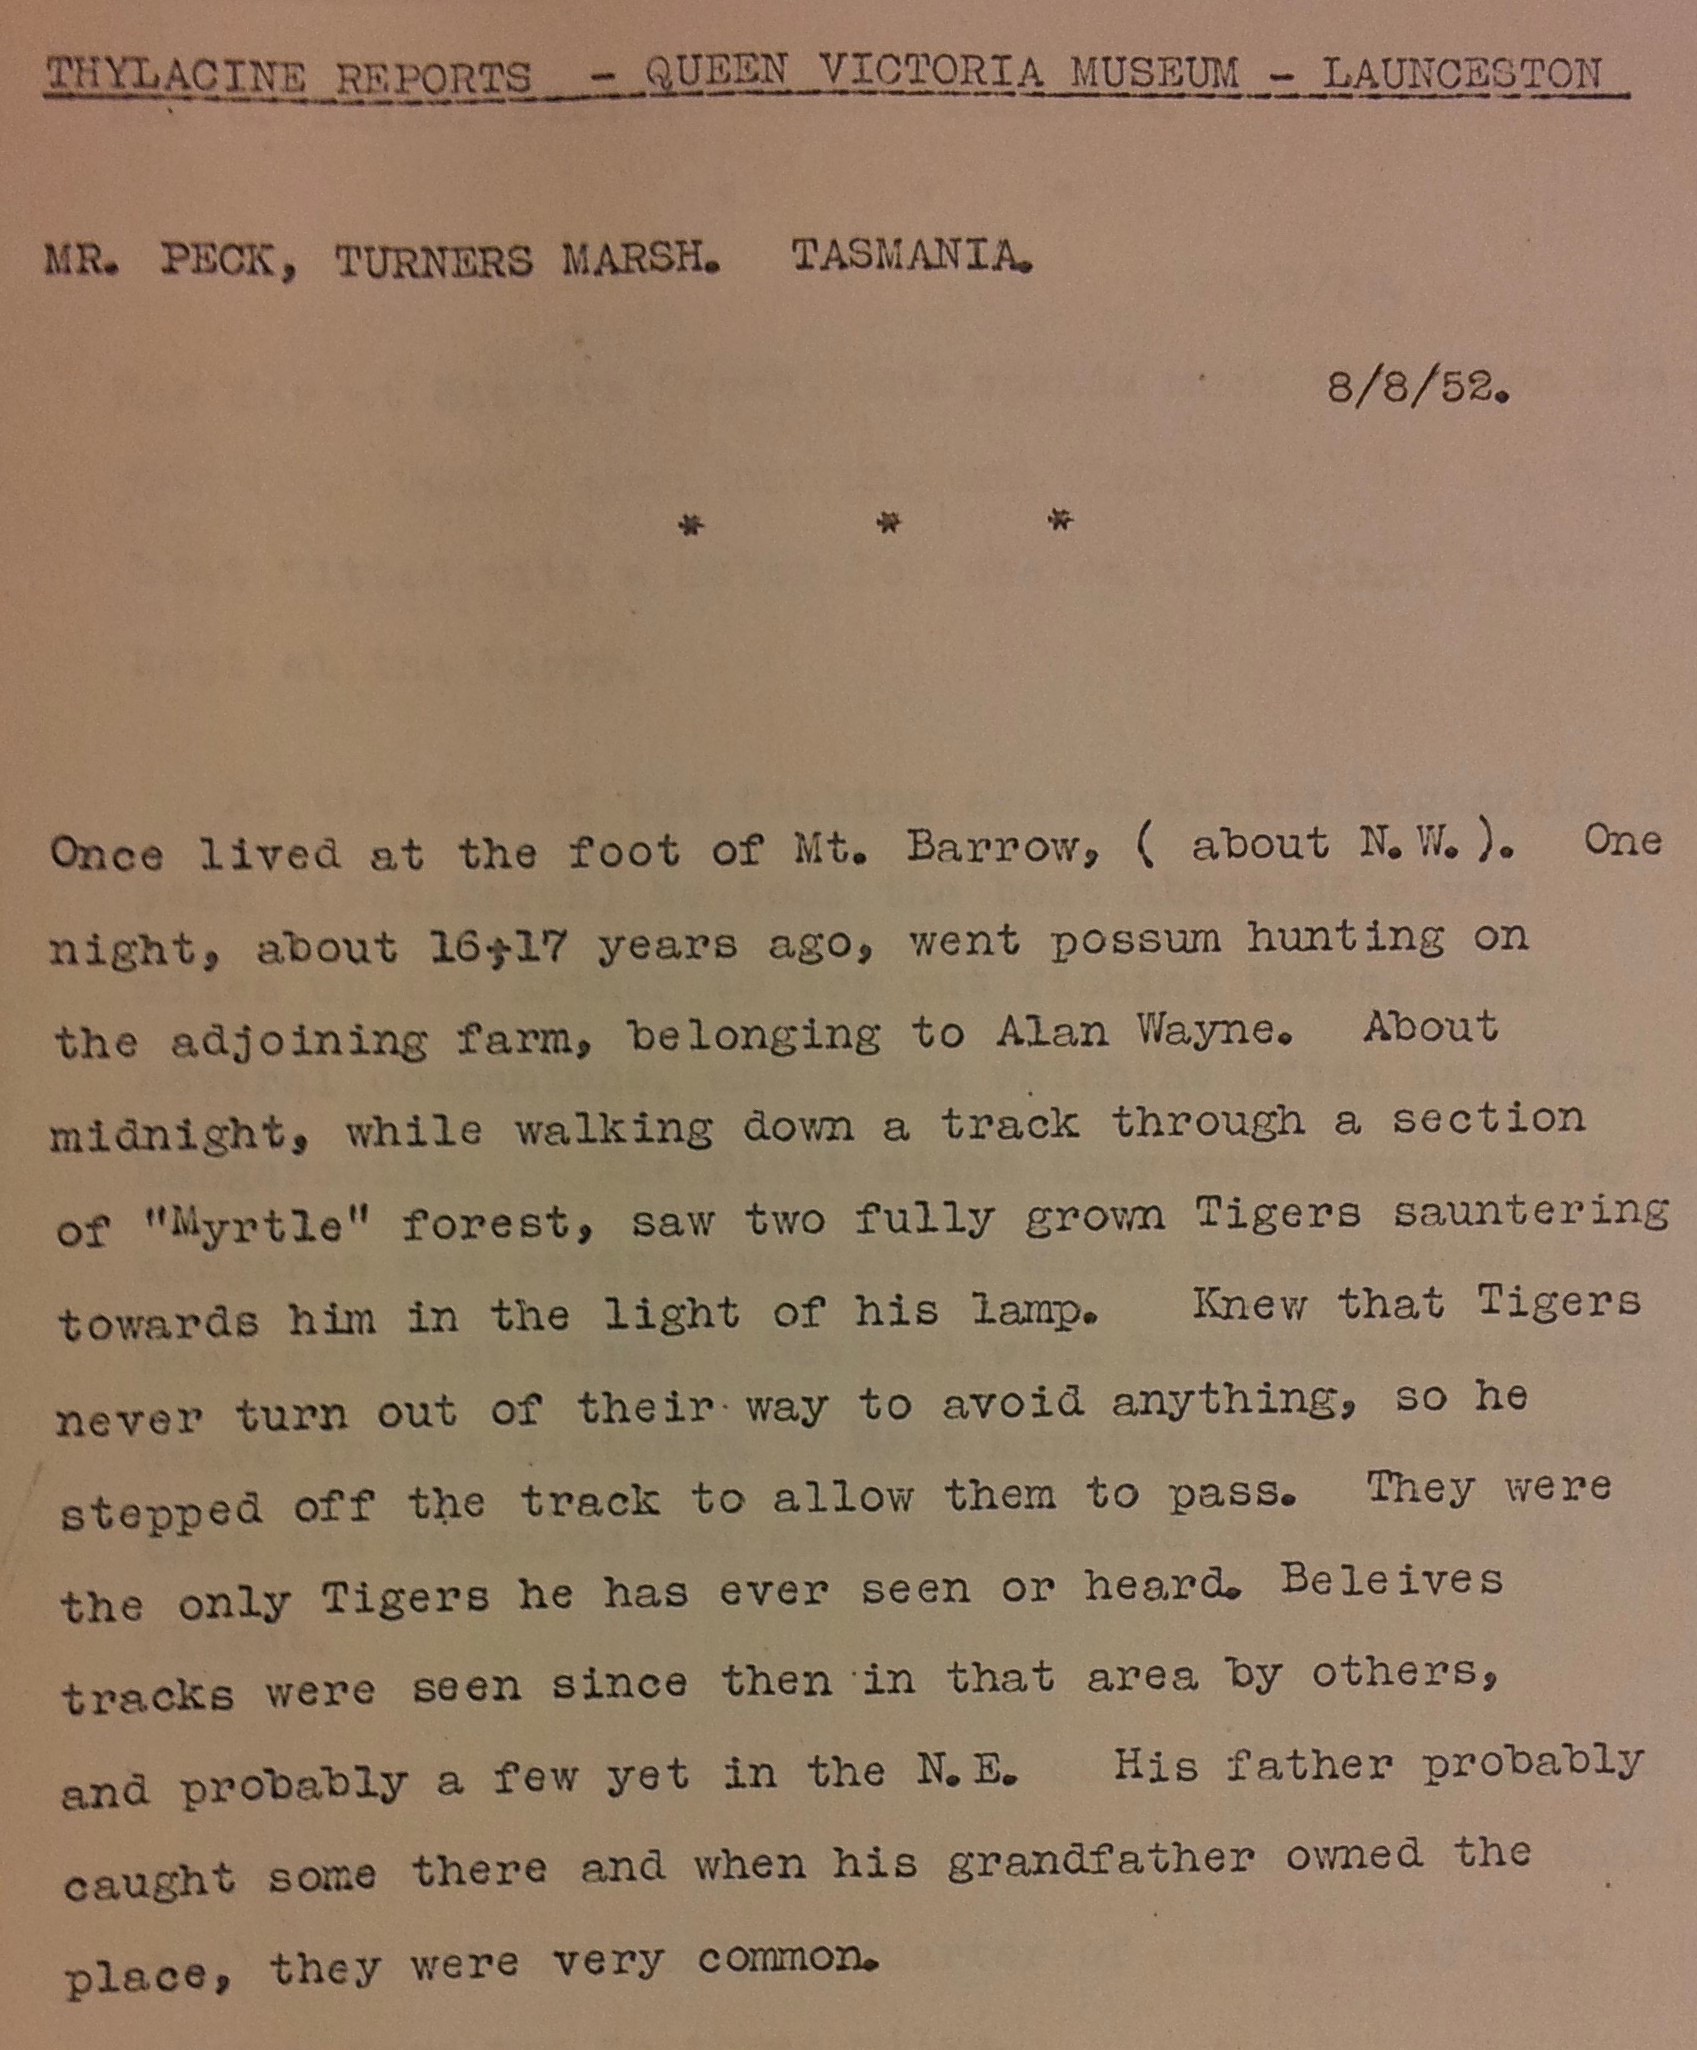 THYLACINE REPORTS - QUEEN VICTORIA MUSEUM - LAUNCESTON
MR. PECK, TURNERS MARSH. TASMANIA.
8/8/52.
* * *
Once lived at the foot of Mt. Barrow, ( about N.W.). One
night, about 16-17 years ago, went possum hunting on
the adjoining farm, belonging to Alan Wayne. About
midnight, while walking down a track through a section
of "Myrtle" forest, saw two fully grown Tigers sauntering
towards him in the light of his lamp. Knew that Tigers
never turn out of their way to avoid anything, so he
stepped off the track to allow them to pass. They were
the only Tigers he has ever seen or heard. Beleives
tracks were seen since then in that area by others,
and probably a few yet in the N.E. His father probably
caught some there and when his grandfather owned the
place, they were very common.